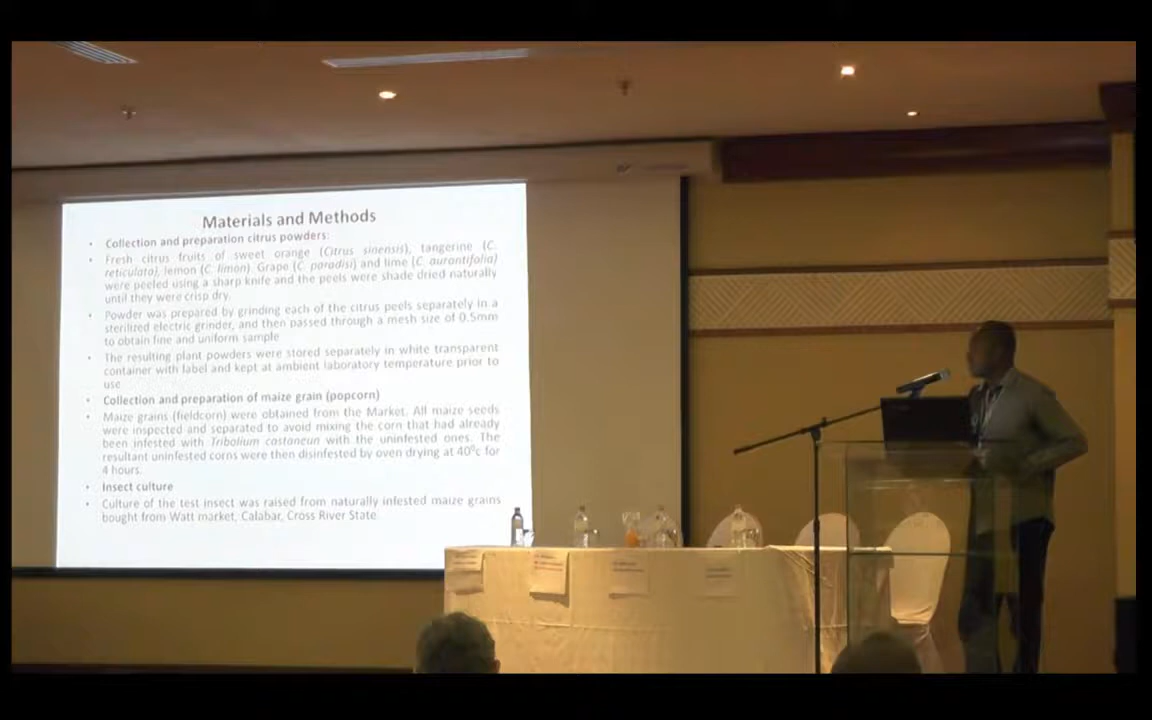 Materials and Methods
• Collection and preparation citrus powders:
• Fresh citrus fruits of sweet orange (Citrus sinensis), tangerine (C.
reticulata), lemon (C. limon). Grape (C. paradisi) and lime (C. aurantifolia)
were peeled using a sharp knife and the peels were shade dried naturally
until they were crisp dry.
• Powder was prepared by grinding each of the citrus peels separately in a
sterilized electric grinder, and then passed through a mesh size of 0.5mm
to obtain fine and uniform sample
• The resulting plant powders were stored separately in white transparent
container with label and kept at ambient laboratory temperature prior to
use
• Collection and preparation of maize grain (popcorn)
• Maize grains (fieldcorn) were obtained from the Market. All maize seeds
were inspected and separated to avoid mixing the corn that had already
been infested with Tribolium castaneun with the uninfested ones. The
resultant uninfested corns were then disinfested by oven drying at 40⁰c for
4 hours.
• Insect culture
• Culture of the test insect was raised from naturally infested maize grains
bought from Watt market, Calabar, Cross River State